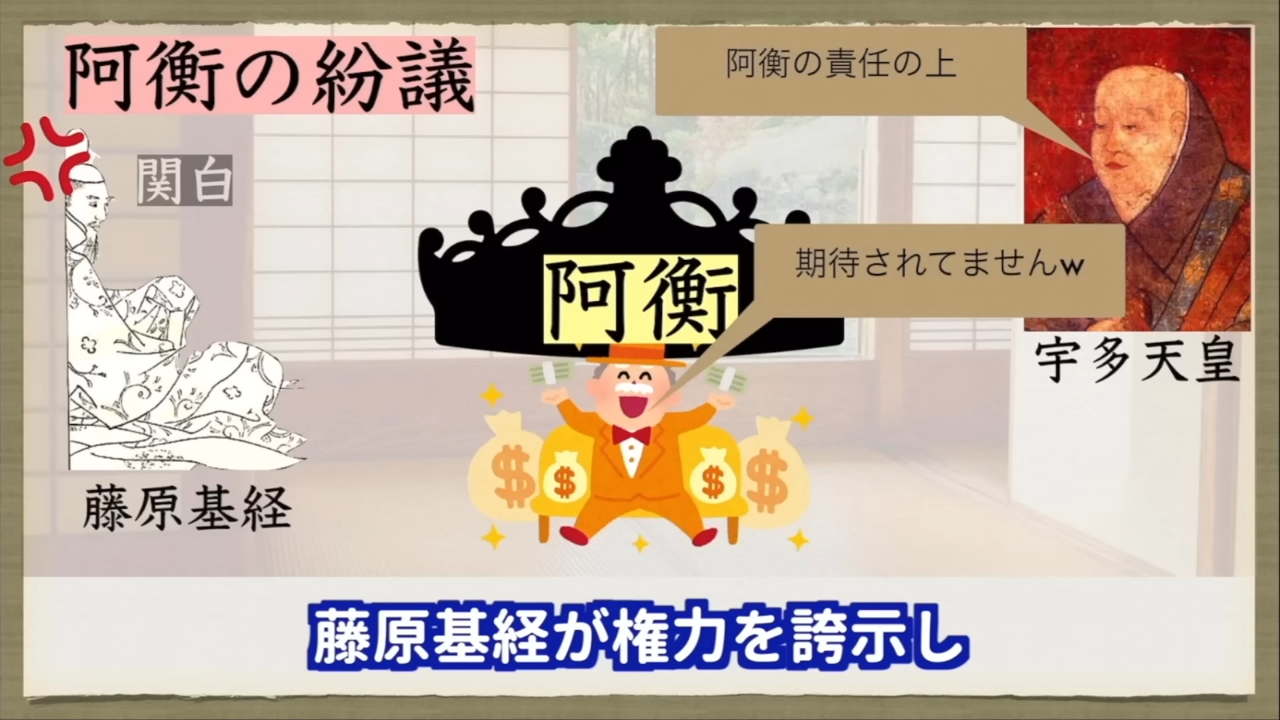 阿衡の紛議
阿衡の責任の上
関白
阿衡
期待されてませんw
宇多天皇
藤原基経
$ $ $ $
藤原基経が権力を誇示し